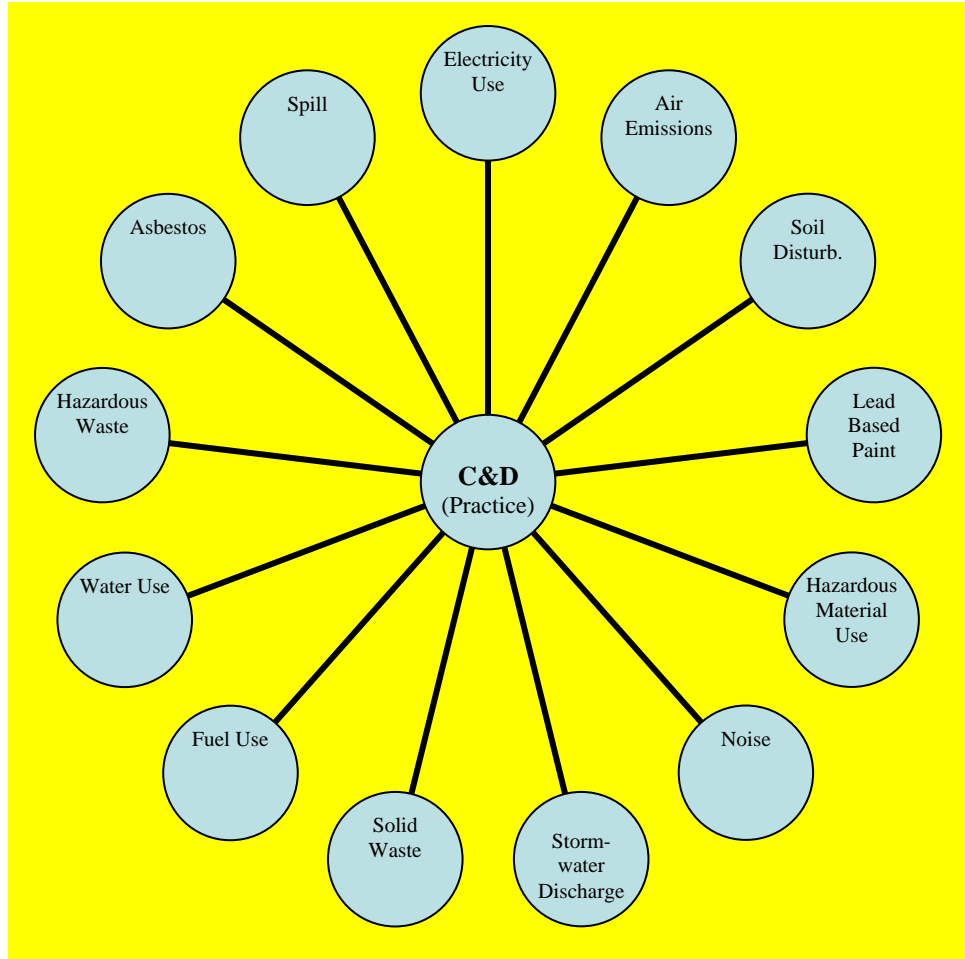 Electricity
Use
Air
Emissions
Soil
Disturb.
Lead
Based
Paint
Hazardous
Material
Use
Noise
Storm-
water
Discharge
Solid
Waste
Fuel Use
Water Use
Hazardous
Waste
Asbestos
Spill
C&D
(Practice)